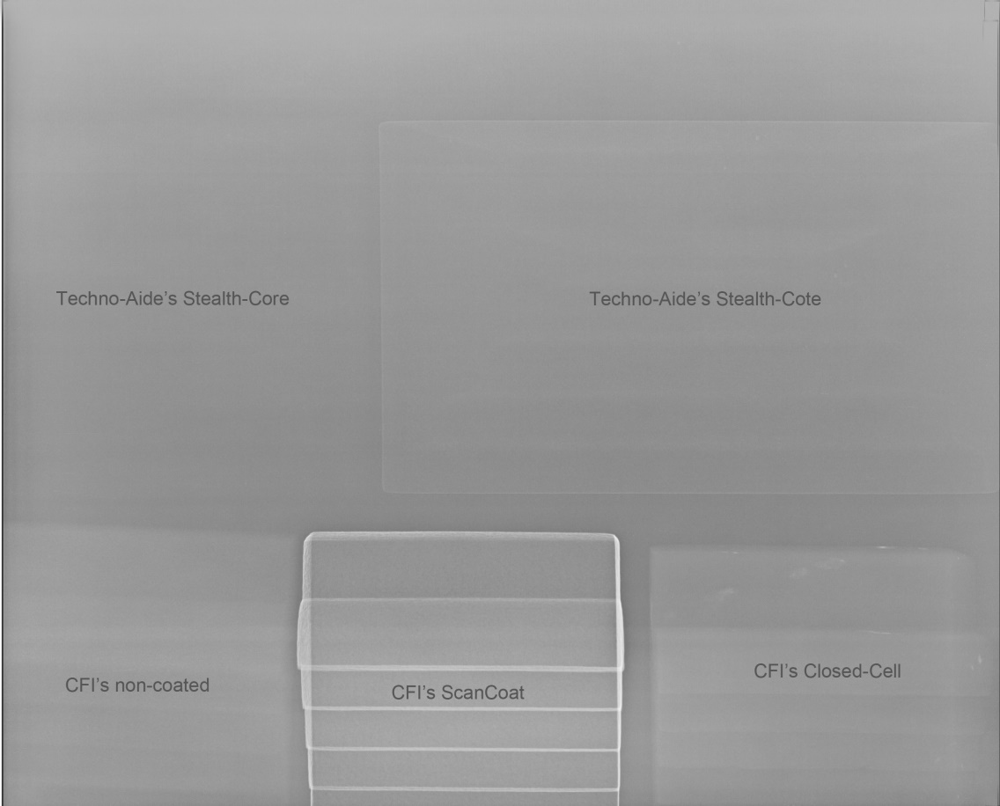 Techno-Aide’s Stealth-Core
Techno-Aide’s Stealth-Cote
CFI’s non-coated
CFI’s ScanCoat
CFI’s Closed-Cell